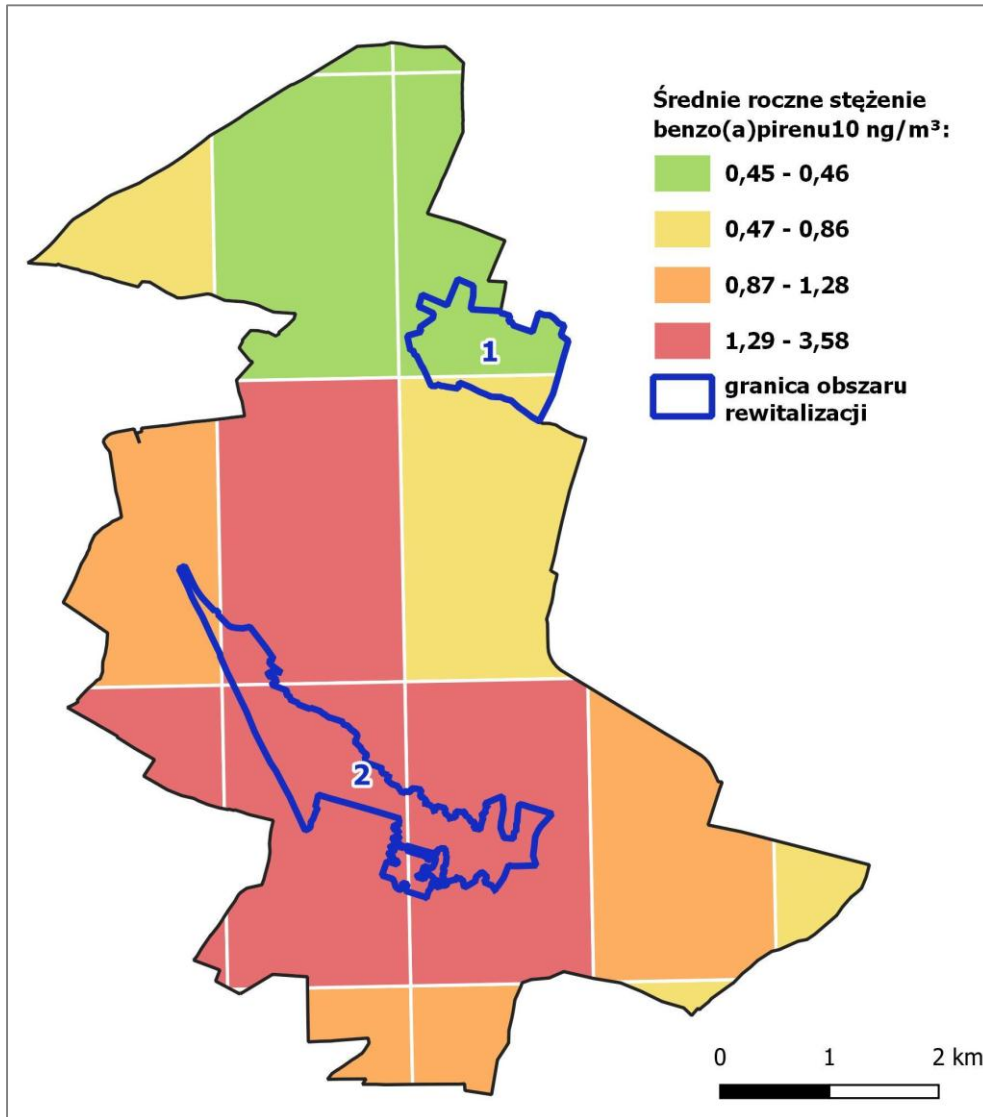 Średnie roczne stężenie
benzo(a)pirenu10 ng/m³:
0,45 - 0,46
0,47 - 0,86
0,87 - 1,28
1,29 - 3,58
granica obszaru
rewitalizacji
1
2
0 1 2 km